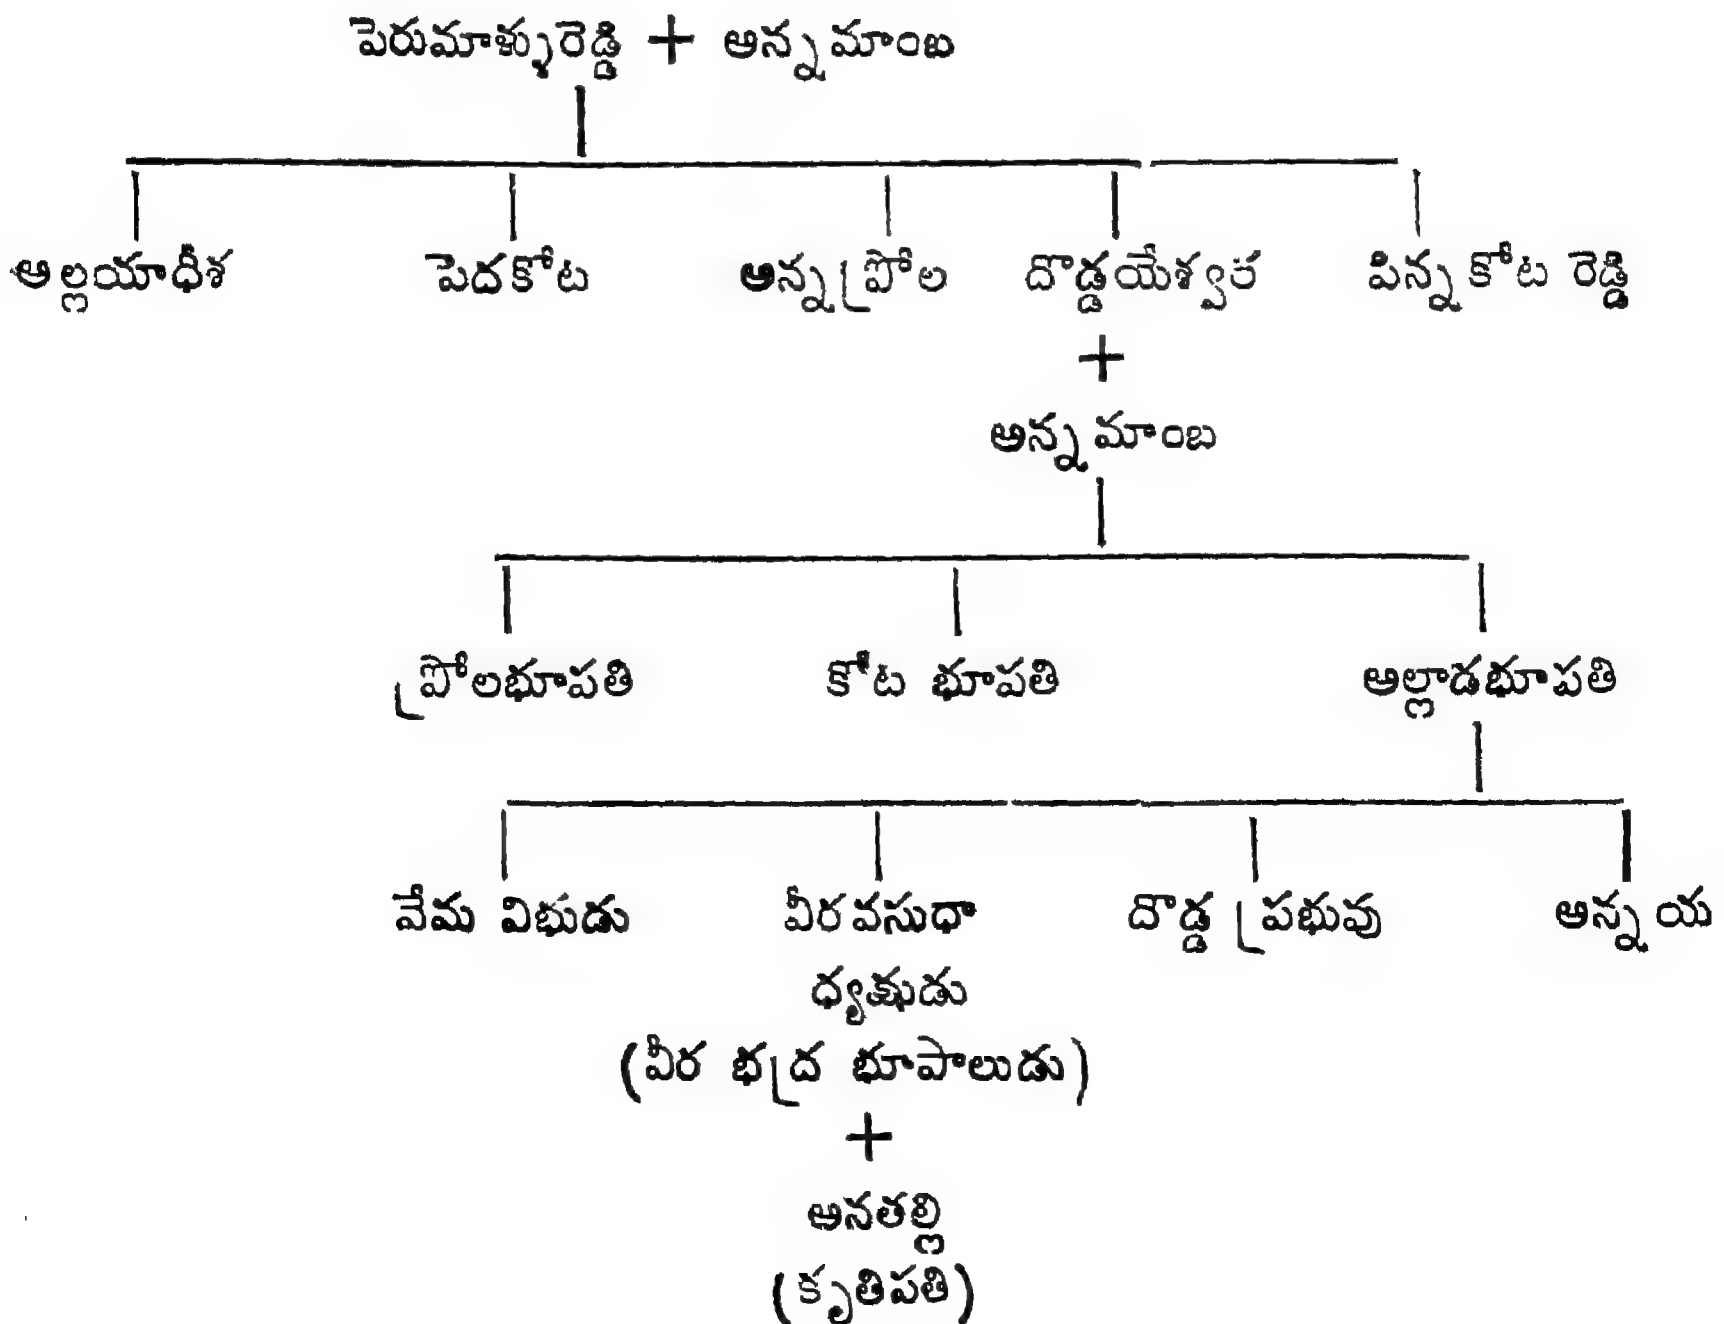 పెరుమాళ్ళురెడ్డి + అన్నమాంబ
అల్లయాధీశ పెదకోట అన్నప్రోల దొడ్డయేశ్వర పిన్నకోట రెడ్డి
+
అన్నమాంబ
ప్రోలభూపతి కోట భూపతి అల్లాడభూపతి
వేమ విభుడు వీరవసుధా దొడ్డ ప్రభువు అన్నయ
ధ్యక్షుడు
(వీర భద్ర భూపాలుడు)
+
అనతల్లి
(కృతిపతి)